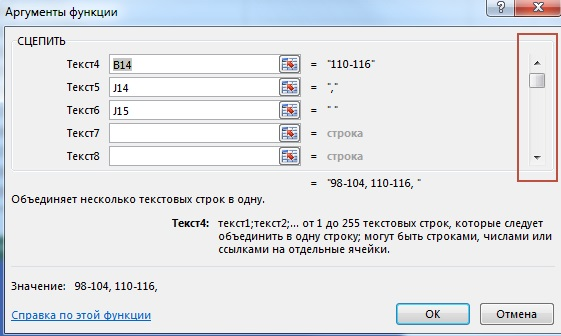 Аргументы функции
СЦЕПИТЬ
Текст4 B14 = "110-116"
Текст5 J14 = ","
Текст6 J15 = " "
Текст7 = строка
Текст8 = строка
= "98-104, 110-116, "
Объединяет несколько текстовых строк в одну.
Текст4: текст1;текст2;... от 1 до 255 текстовых строк, которые следует
объединить в одну строку; могут быть строками, числами или
ссылками на отдельные ячейки.
Значение: 98-104, 110-116,
Справка по этой функции ОК Отмена